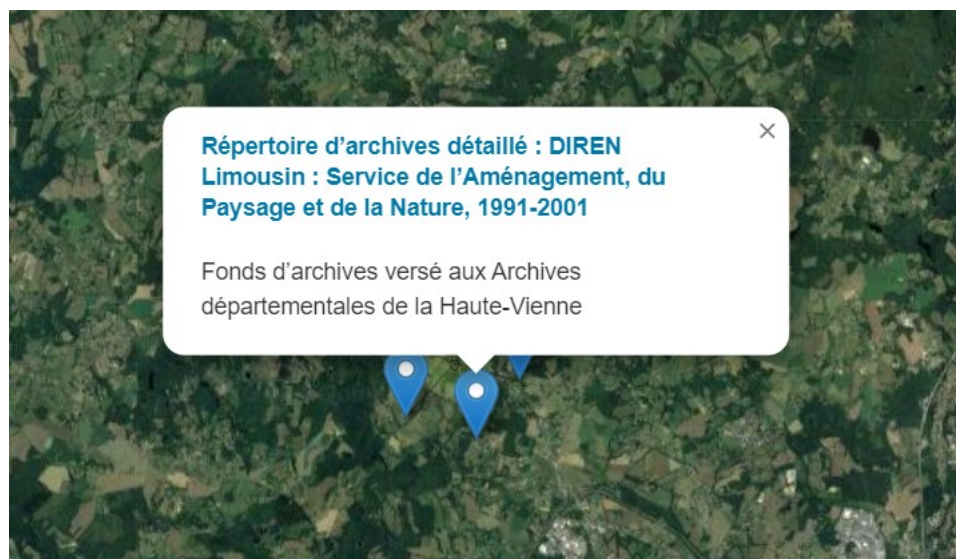 Répertoire d’archives détaillé : DIREN
Limousin : Service de l’Aménagement, du
Paysage et de la Nature, 1991-2001
Fonds d’archives versé aux Archives
départementales de la Haute-Vienne